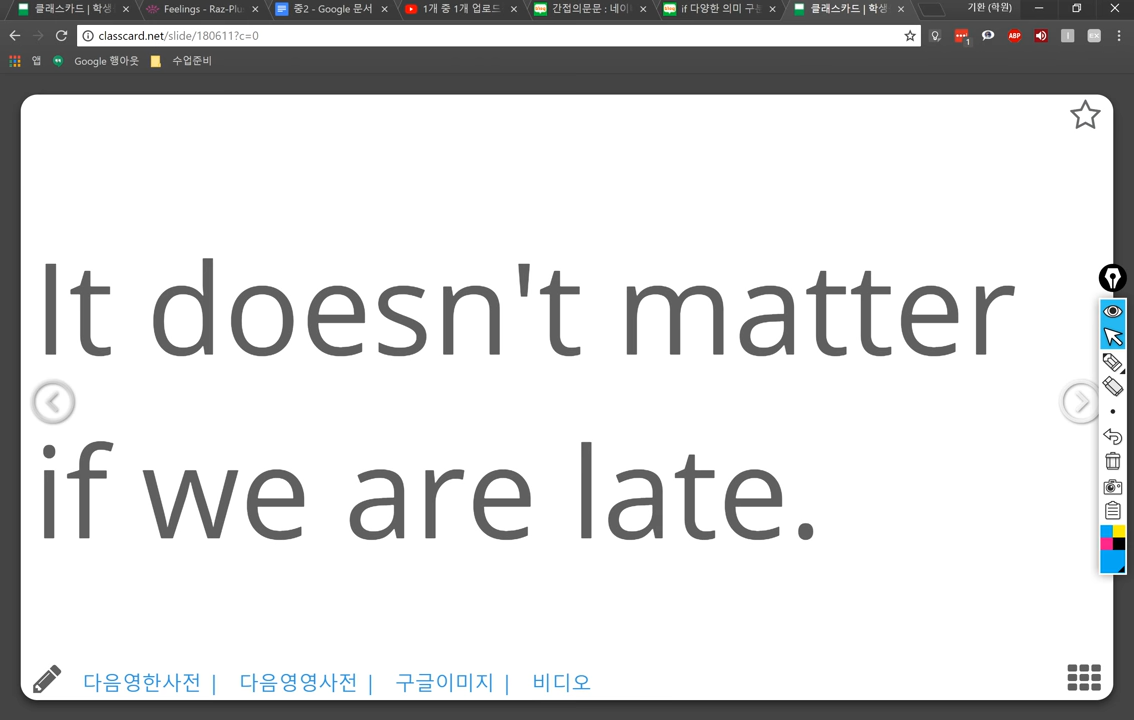 클래스카드 | 학생
Feelings - Raz-Plu
중2 - Google 문서
1개 중 1개 업로드
간접의문문 : 네이
if 다양한 의미 구분
클래스카드 | 학생
기환 (학원)
classcard.net/slide/180611?c=0
1
ABP
앱 Google 행아웃 수업준비
It doesn't matter
if we are late.
다음영한사전 | 다음영영사전 | 구글이미지 | 비디오